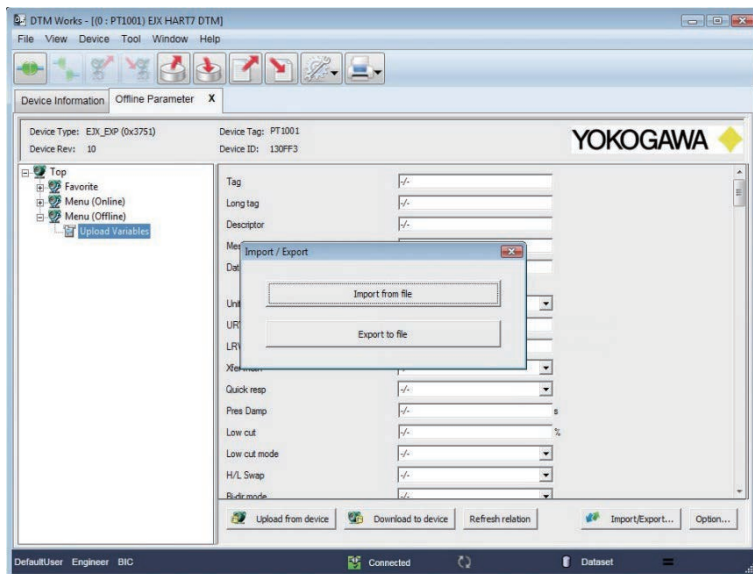 DTM Works - [(0 : PT1001) EJX HART7 DTM]
File View Device Tool Window Help
Device Information Offline Parameter X
Device Type: EJX_EXP (0x3751) Device Tag: PT1001
Device Rev: 10 Device ID: 130FF3
YOKOGAWA
Top
Favorite
Menu (Online)
Menu (Offline)
Upload Variables
Tag -/-
Long tag -/-
Descriptor -/-
Import / Export
Import from file
Export to file
Quick resp -/-
Pres Damp -/- s
Low cut -/- %
Low cut mode -/-
H/L Swap -/-
Bi-dir mode -/-
Upload from device Download to device Refresh relation Import/Export... Option...
DefaultUser Engineer BIC Connected Dataset